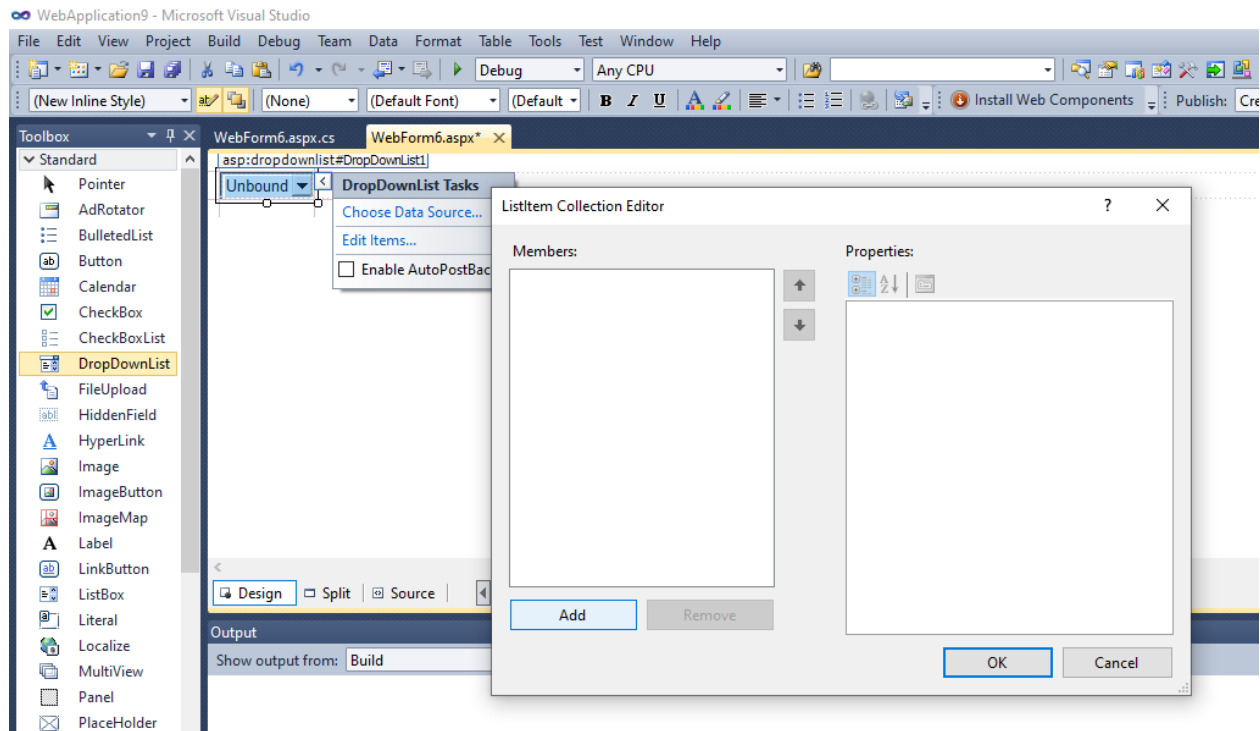 WebApplication9 - Microsoft Visual Studio
File Edit View Project Build Debug Team Data Format Table Tools Test Window Help
Debug Any CPU
(New Inline Style) (None) (Default Font) (Default B I U A Install Web Components Publish: Cre
Toolbox WebForm6.aspx.cs WebForm6.aspx*
Standard
asp:dropdownlist#DropDownList1
Pointer
Unbound
DropDownList Tasks
Choose Data Source...
Edit Items...
Enable AutoPostBac
AdRotator
BulletedList
Button
Calendar
CheckBox
CheckBoxList
DropDownList
FileUpload
HiddenField
HyperLink
Image
ImageButton
ImageMap
Label
LinkButton
ListBox
Literal
Localize
MultiView
Panel
PlaceHolder
ListItem Collection Editor ?
Members:
Properties:
Add Remove
OK Cancel
Design Split Source
Output
Show output from: Build